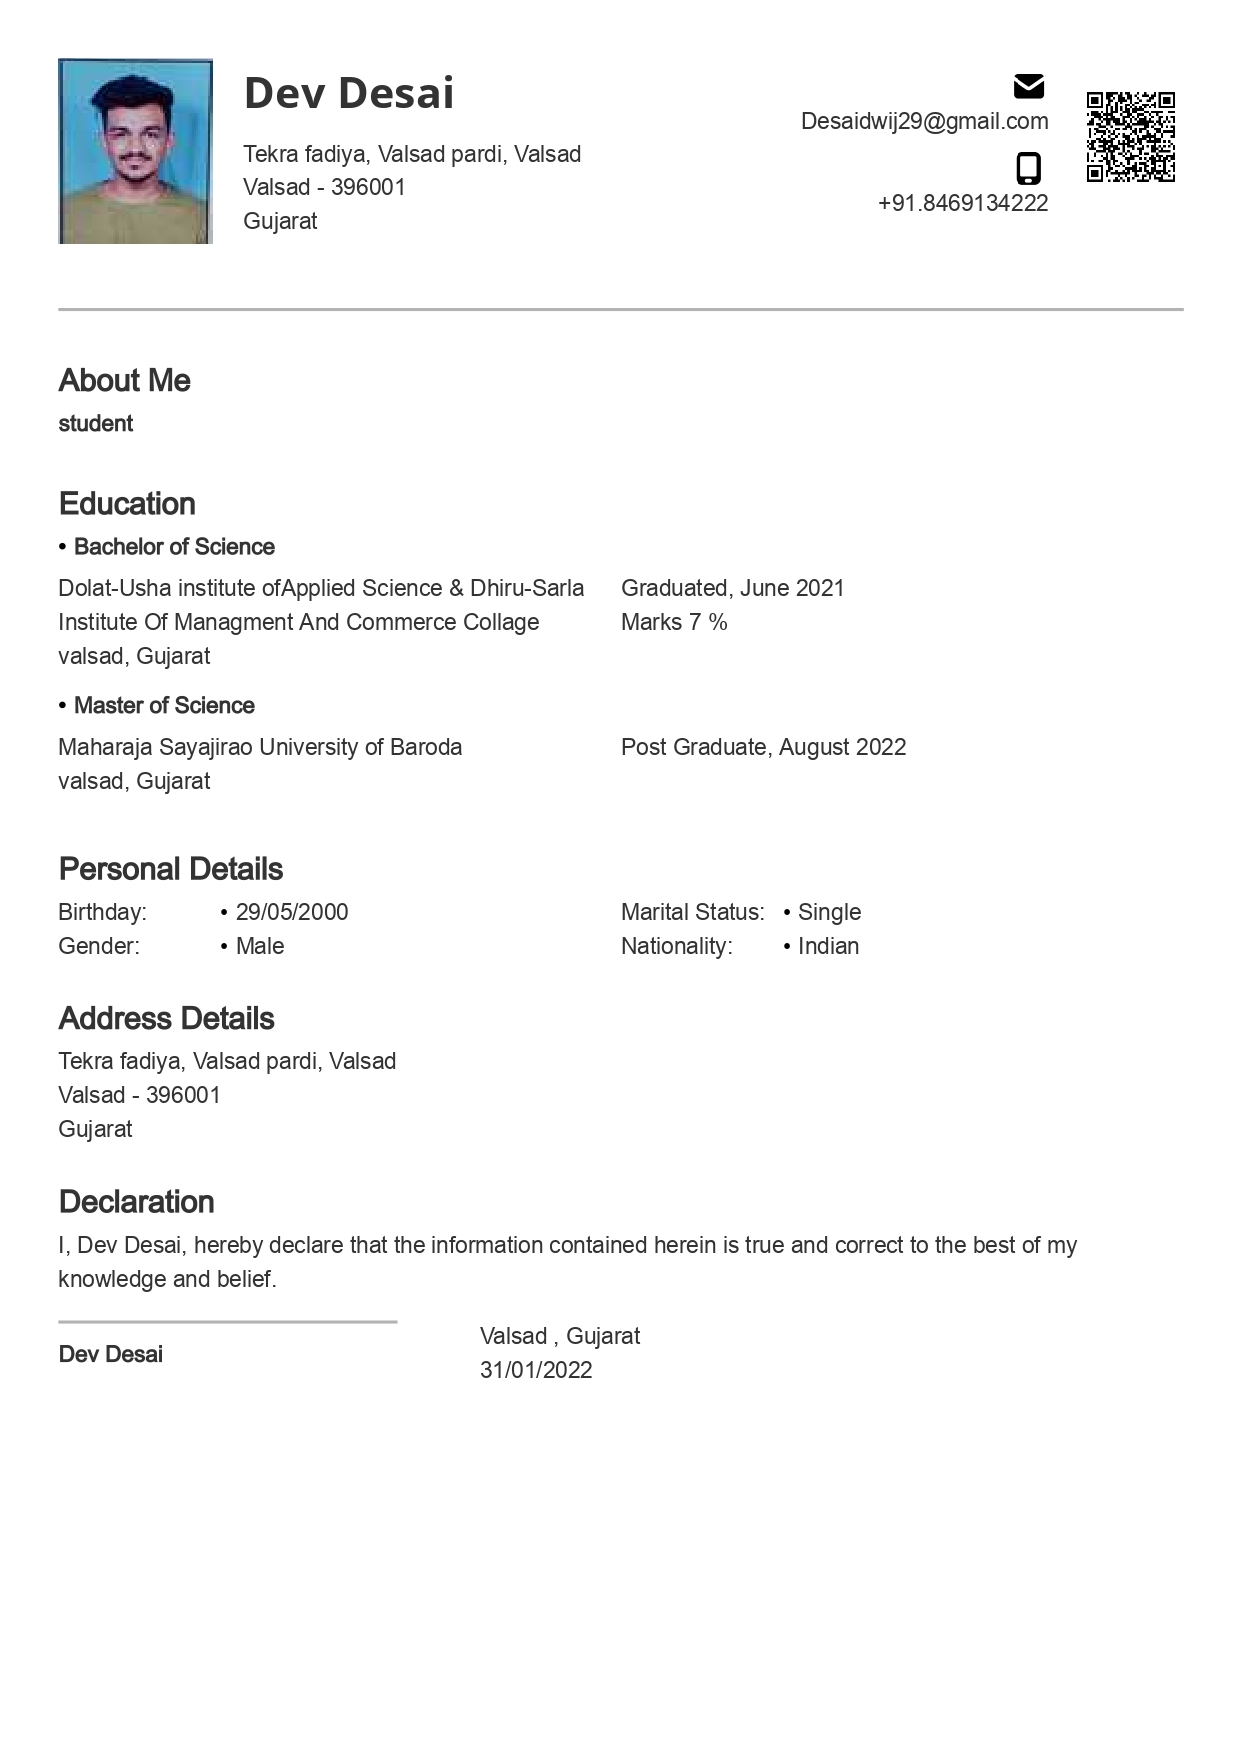 Dev Desai
Tekra fadiya, Valsad pardi, Valsad
Valsad - 396001
Gujarat
Desaidwij29@gmail.com
+91.8469134222
About Me
student
Education
• Bachelor of Science
Dolat-Usha institute ofApplied Science & Dhiru-Sarla
Institute Of Managment And Commerce Collage
valsad, Gujarat
Graduated, June 2021
Marks 7 %
• Master of Science
Maharaja Sayajirao University of Baroda
valsad, Gujarat
Post Graduate, August 2022
Personal Details
Birthday: • 29/05/2000
Gender: • Male
Marital Status: • Single
Nationality: • Indian
Address Details
Tekra fadiya, Valsad pardi, Valsad
Valsad - 396001
Gujarat
Declaration
I, Dev Desai, hereby declare that the information contained herein is true and correct to the best of my
knowledge and belief.
Dev Desai
Valsad , Gujarat
31/01/2022